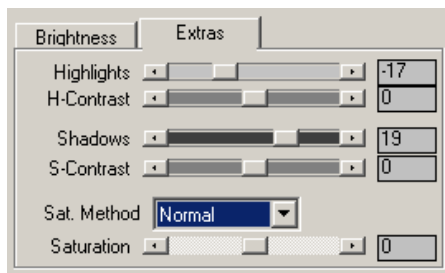 Brightness Extras
Highlights -17
H-Contrast 0
Shadows 19
S-Contrast 0
Sat. Method Normal
Saturation 0